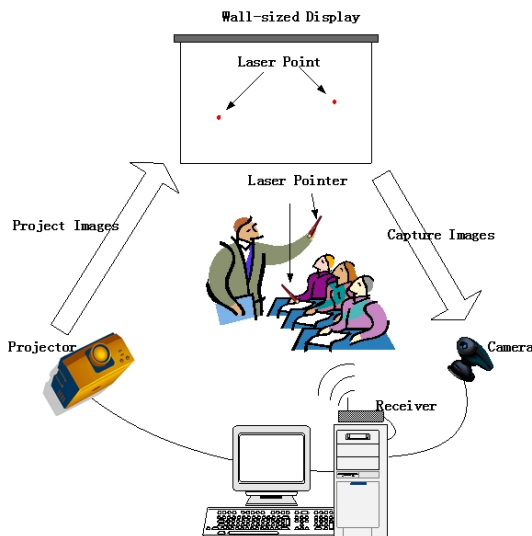 Wall-sized Display
Laser Point
Laser Pointer
Project Images
Capture Images
Projector
Camera
Receiver